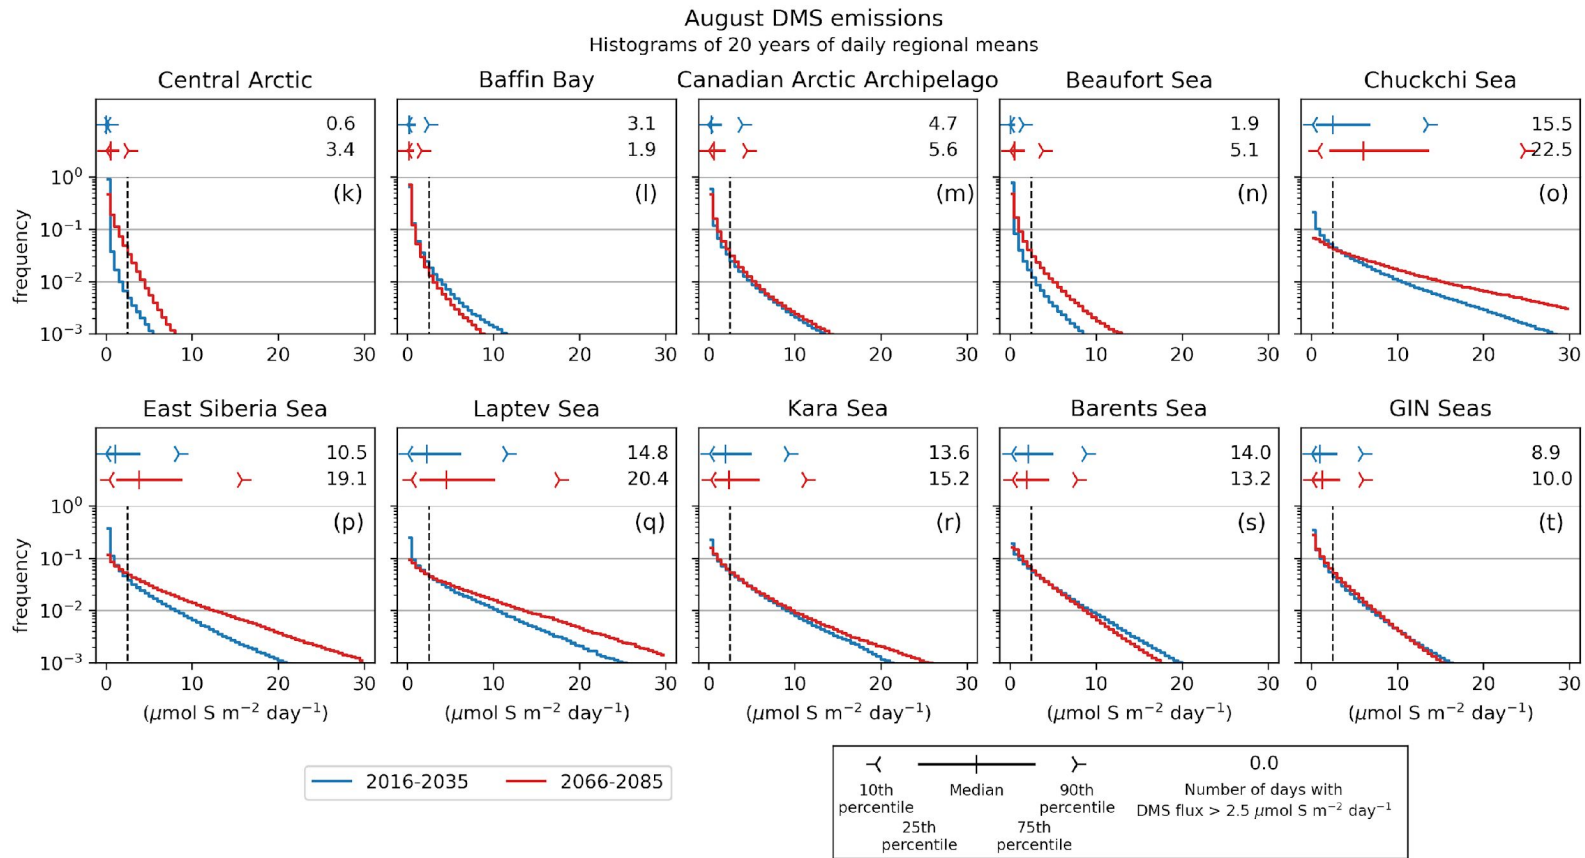 August DMS emissions
Histograms of 20 years of daily regional means
Central Arctic
Baffin Bay
Canadian Arctic Archipelago
Beaufort Sea
Chuckchi Sea
0.6
3.1
4.7
1.9
15.5
3.4
1.9
5.6
5.1
22.5
(k)
(l)
(m)
(n)
(o)
frequency
10⁰
10⁻¹
10⁻²
10⁻³
0 10 20 30
0 10 20 30
0 10 20 30
0 10 20 30
0 10 20 30
East Siberia Sea
Laptev Sea
Kara Sea
Barents Sea
GIN Seas
10.5
14.8
13.6
14.0
8.9
19.1
20.4
15.2
13.2
10.0
(p)
(q)
(r)
(s)
(t)
frequency
10⁰
10⁻¹
10⁻²
10⁻³
0 10 20 30
0 10 20 30
0 10 20 30
0 10 20 30
0 10 20 30
(μmol S m⁻² day⁻¹)
(μmol S m⁻² day⁻¹)
(μmol S m⁻² day⁻¹)
(μmol S m⁻² day⁻¹)
(μmol S m⁻² day⁻¹)
2016-2035
2066-2085
10th
percentile
25th
percentile
Median
75th
percentile
90th
percentile
0.0
Number of days with
DMS flux > 2.5 μmol S m⁻² day⁻¹